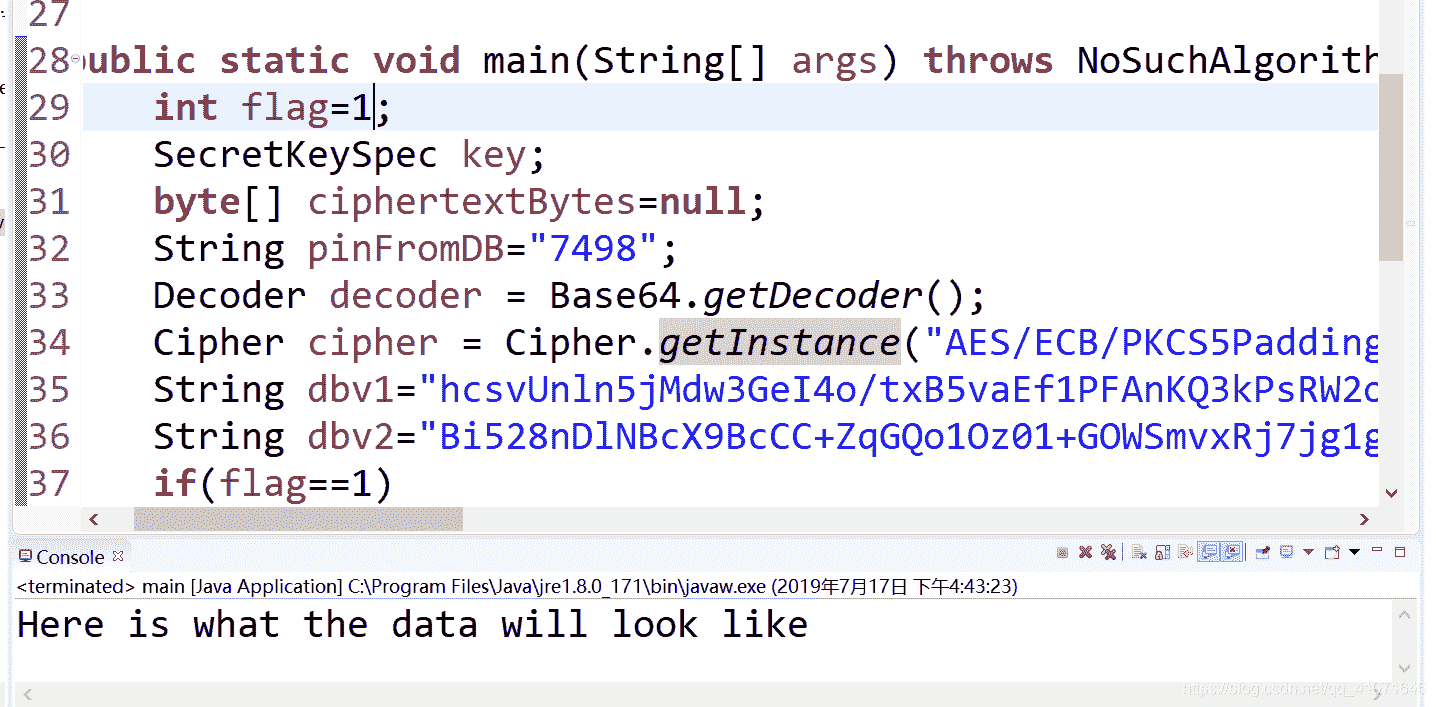 27
28 public static void main(String[] args) throws NoSuchAlgorith
29 int flag=1;
30 SecretKeySpec key;
31 byte[] ciphertextBytes=null;
32 String pinFromDB="7498";
33 Decoder decoder = Base64.getDecoder();
34 Cipher cipher = Cipher.getInstance("AES/ECB/PKCS5Padding
35 String dbv1="hcsvUnln5jMdw3GeI4o/txB5vaEf1PFAnKQ3kPsRW2o
36 String dbv2="Bi528nDlNBcX9BcCC+ZqGQo1Oz01+GOWSmvxRj7jg1g
37 if(flag==1)
Console
<terminated> main [Java Application] C:\Program Files\Java\jre1.8.0_171\bin\javaw.exe (2019年7月17日 下午4:43:23)
Here is what the data will look like
https://blog.csdn.net/qq_41071646